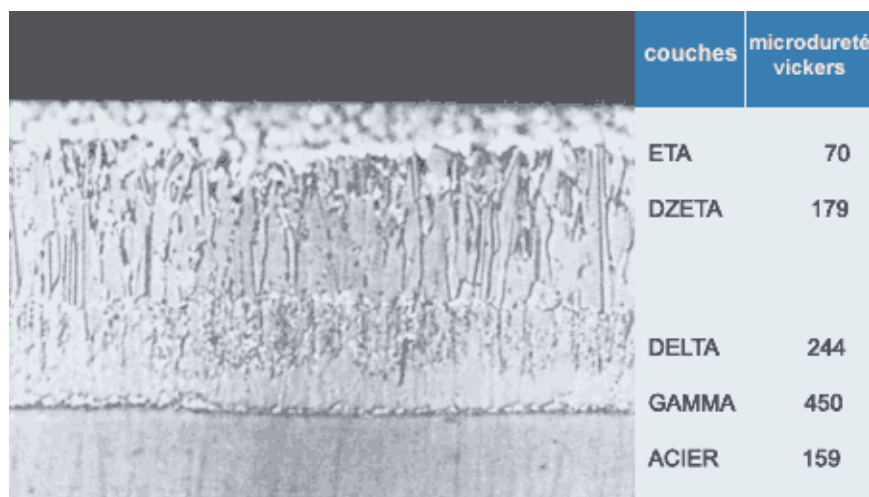 couches microdureté
vickers
ETA 70
DZETA 179
DELTA 244
GAMMA 450
ACIER 159